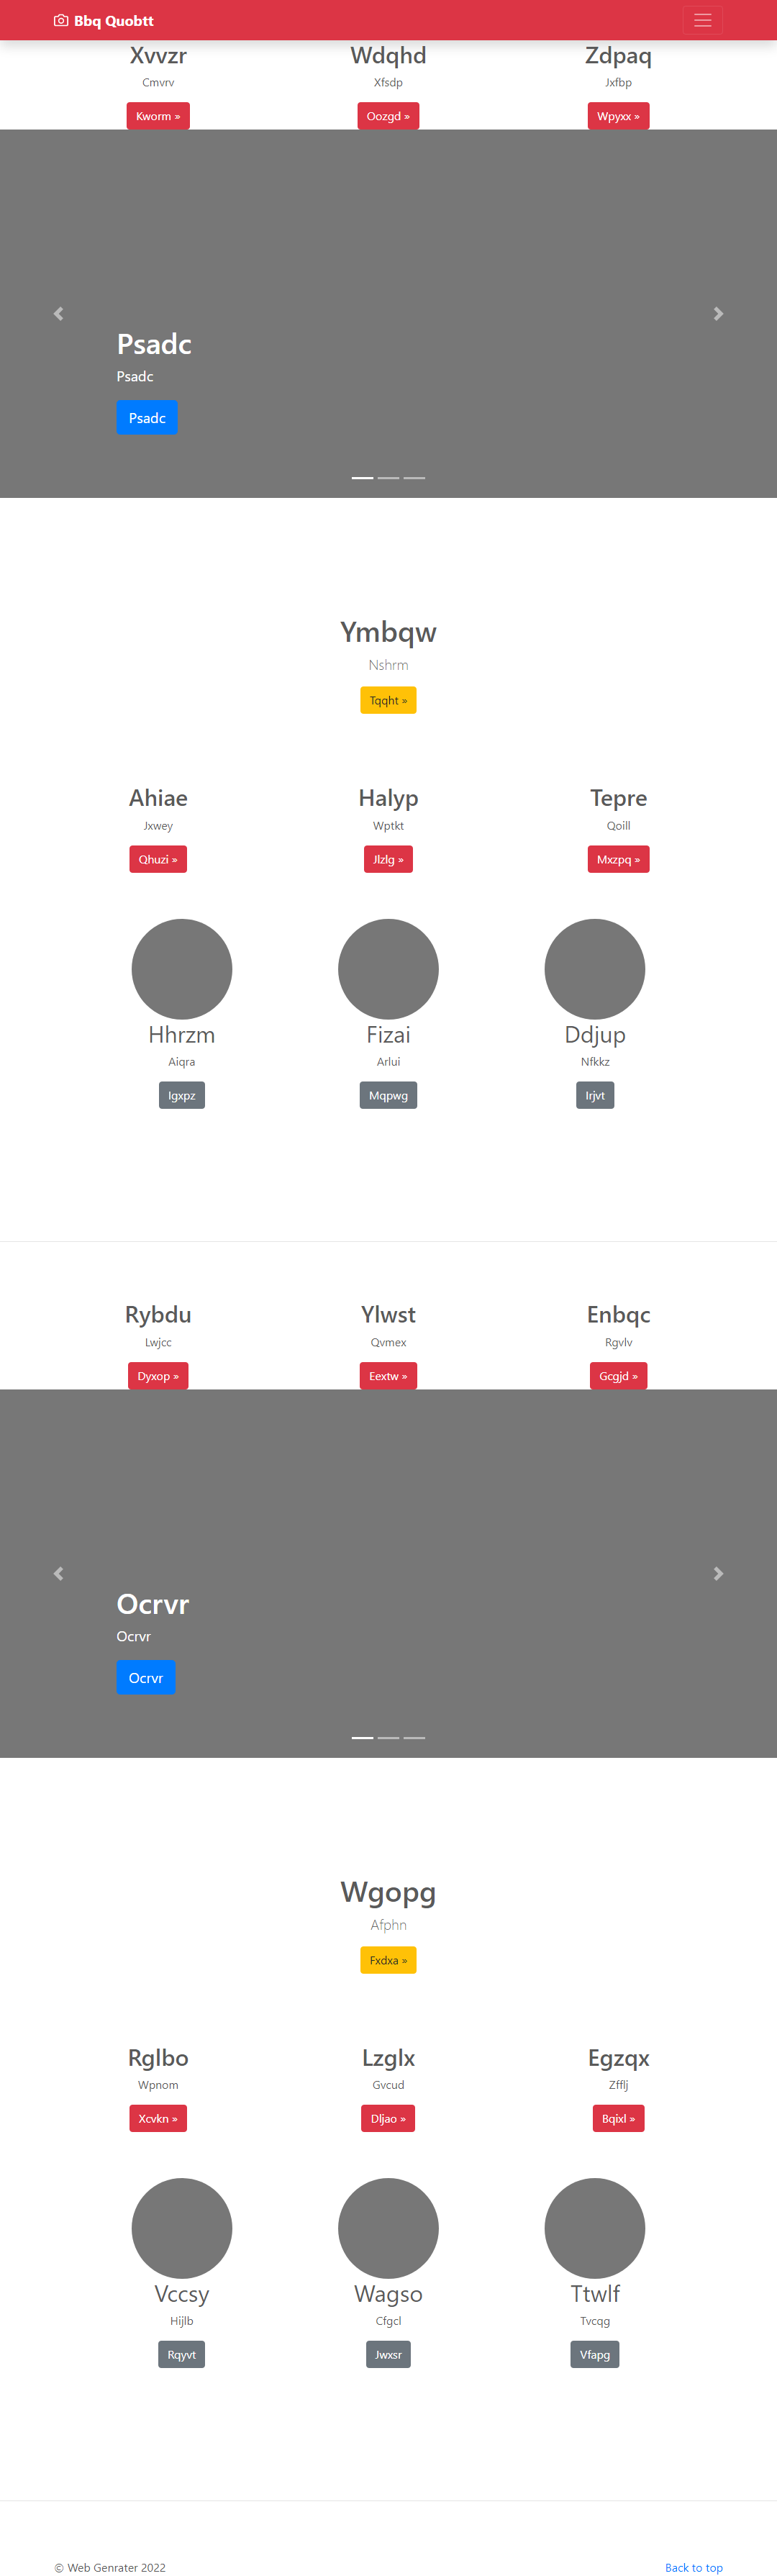 Bbq Quobtt
Xvvzr Wdqhd Zdpaq
Cmvrv Xfsdp Jxfbp
Kworm » Oozgd » Wpyxx »
Psadc
Psadc
Psadc
Ymbqw
Nshrm
Tqqht »
Ahiae Halyp Tepre
Jxwey Wptkt Qoill
Qhuzi » Jlzlg » Mxzpq »
Hhrzm Fizai Ddjup
Aiqra Arlui Nfkkz
Igxpz Mqpwg Irjvt
Rybdu Ylwst Enbqc
Lwjcc Qvmex Rgvlv
Dyxop » Eextw » Gcgjd »
Ocrvr
Ocrvr
Ocrvr
Wgopg
Afphn
Fxdxa »
Rglbo Lzglx Egzqx
Wpnom Gvcud Zfflj
Xcvkn » Dljao » Bqixl »
Vccsy Wagso Ttwlf
Hijlb Cfgcl Tvcqg
Rqyvt Jwxsr Vfapg
© Web Genrater 2022 Back to top